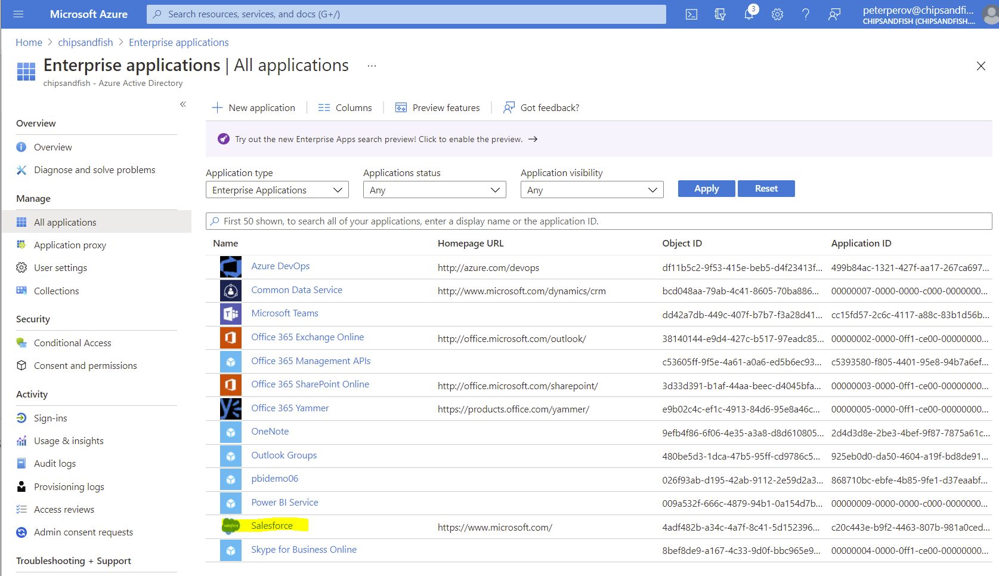 Microsoft Azure
Search resources, services, and docs (G+/)
3
peterperov@chipsandfi...
CHIPSANDFISH (CHIPSANDFISH....
Home > chipsandfish > Enterprise applications
Enterprise applications | All applications ...
chipsandfish - Azure Active Directory
«
Overview
Overview
Diagnose and solve problems
Manage
All applications
Application proxy
User settings
Collections
Security
Conditional Access
Consent and permissions
Activity
Sign-ins
Usage & insights
Audit logs
Provisioning logs
Access reviews
Admin consent requests
Troubleshooting + Support
New application
Columns
Preview features
Got feedback?
Try out the new Enterprise Apps search preview! Click to enable the preview. →
Application type
Applications status
Application visibility
Enterprise Applications
Any
Any
Apply
Reset
First 50 shown, to search all of your applications, enter a display name or the application ID.
Name Homepage URL Object ID Application ID
Azure DevOps http://azure.com/devops df11b5c2-9f53-415e-beb5-d4f23413f... 499b84ac-1321-427f-aa17-267ca697...
Common Data Service http://www.microsoft.com/dynamics/crm bcd048aa-79ab-4c41-8605-70ba886... 00000007-0000-0000-c000-0000000...
Microsoft Teams dd42a7db-449c-407f-b7b7-f3a28d41... cc15fd57-2c6c-4117-a88c-83b1d56b...
Office 365 Exchange Online http://office.microsoft.com/outlook/ 38140144-e9d4-427c-b517-97eadc85... 00000002-0000-0ff1-ce00-00000000...
Office 365 Management APIs c53605ff-9f5e-4a61-a0a6-ed5b6ec93... c5393580-f805-4401-95e8-94b7a6ef...
Office 365 SharePoint Online http://office.microsoft.com/sharepoint/ 3d33d391-b1af-44aa-beec-d4045bfa... 00000003-0000-0ff1-ce00-00000000...
Office 365 Yammer https://products.office.com/yammer/ e9b02c4c-ef1c-4913-84d6-95e8a46c... 00000005-0000-0ff1-ce00-00000000...
OneNote 9efb4f86-6f06-4e35-a3a8-d8d610805... 2d4d3d8e-2be3-4bef-9f87-7875a61c...
Outlook Groups 480be5d3-1dca-47b5-95ff-cd9786c5... 925eb0d0-da50-4604-a19f-bd8de91...
pbidemo06 026f93ab-d195-42ab-9112-2e59d2a3... 868710bc-ebfe-4b85-9fe1-d37eaabf...
Power BI Service 009a532f-666c-4879-94b1-0a154d7b... 00000009-0000-0000-c000-0000000...
salesforce Salesforce https://www.microsoft.com/ 4adf482b-a34c-4a7f-8c41-5d152396... c20c443e-b9f2-4463-807b-981a0ced...
Skype for Business Online 8bef8de9-a167-4c33-9d0f-bbc965e9... 00000004-0000-0ff1-ce00-00000000...